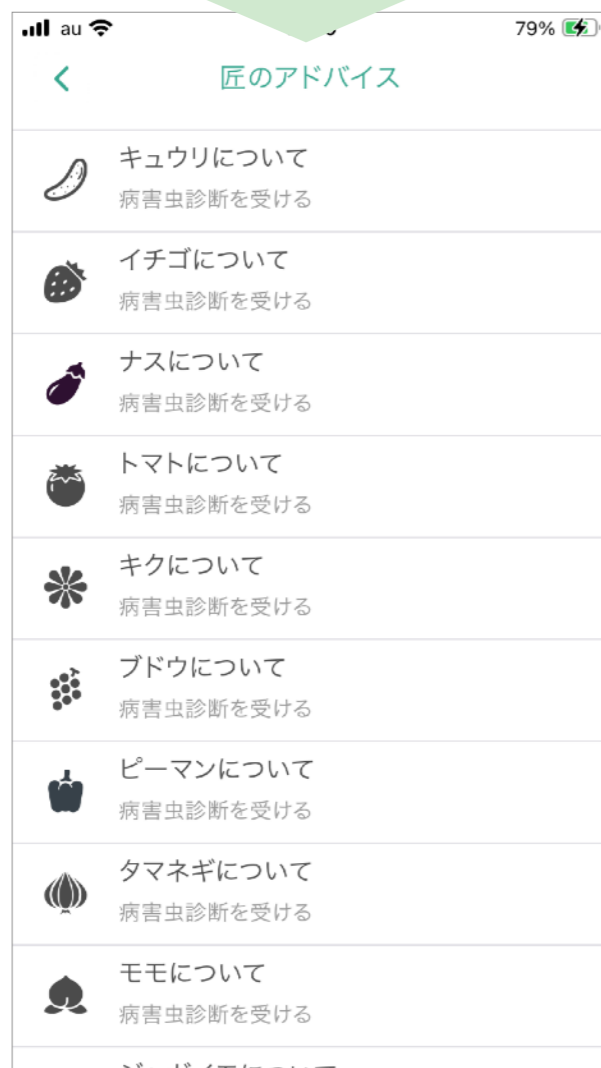 au 79%
匠のアドバイス
キュウリについて
病害虫診断を受ける
イチゴについて
病害虫診断を受ける
ナスについて
病害虫診断を受ける
トマトについて
病害虫診断を受ける
キクについて
病害虫診断を受ける
ブドウについて
病害虫診断を受ける
ピーマンについて
病害虫診断を受ける
タマネギについて
病害虫診断を受ける
モモについて
病害虫診断を受ける